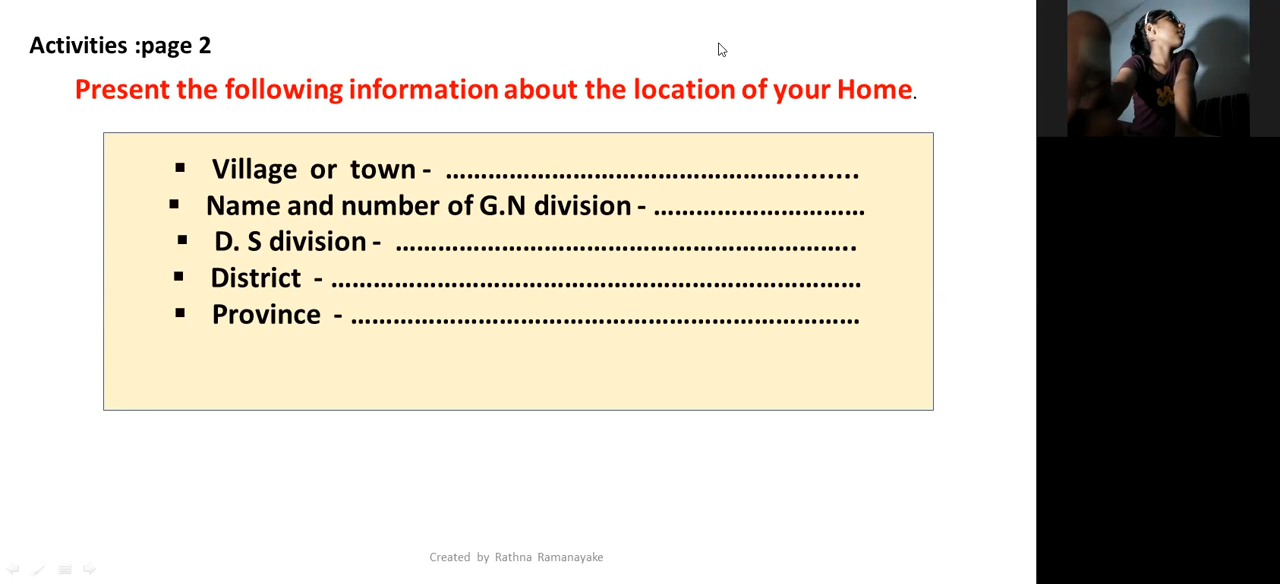 Activities :page 2
Present the following information about the location of your Home.
▪ Village or town - ……………………………………………………
▪ Name and number of G.N division - …………………………
▪ D. S division - ………………………………………………………..
▪ District - …………………………………………………………………
▪ Province - ………………………………………………………………
Created by Rathna Ramanayake